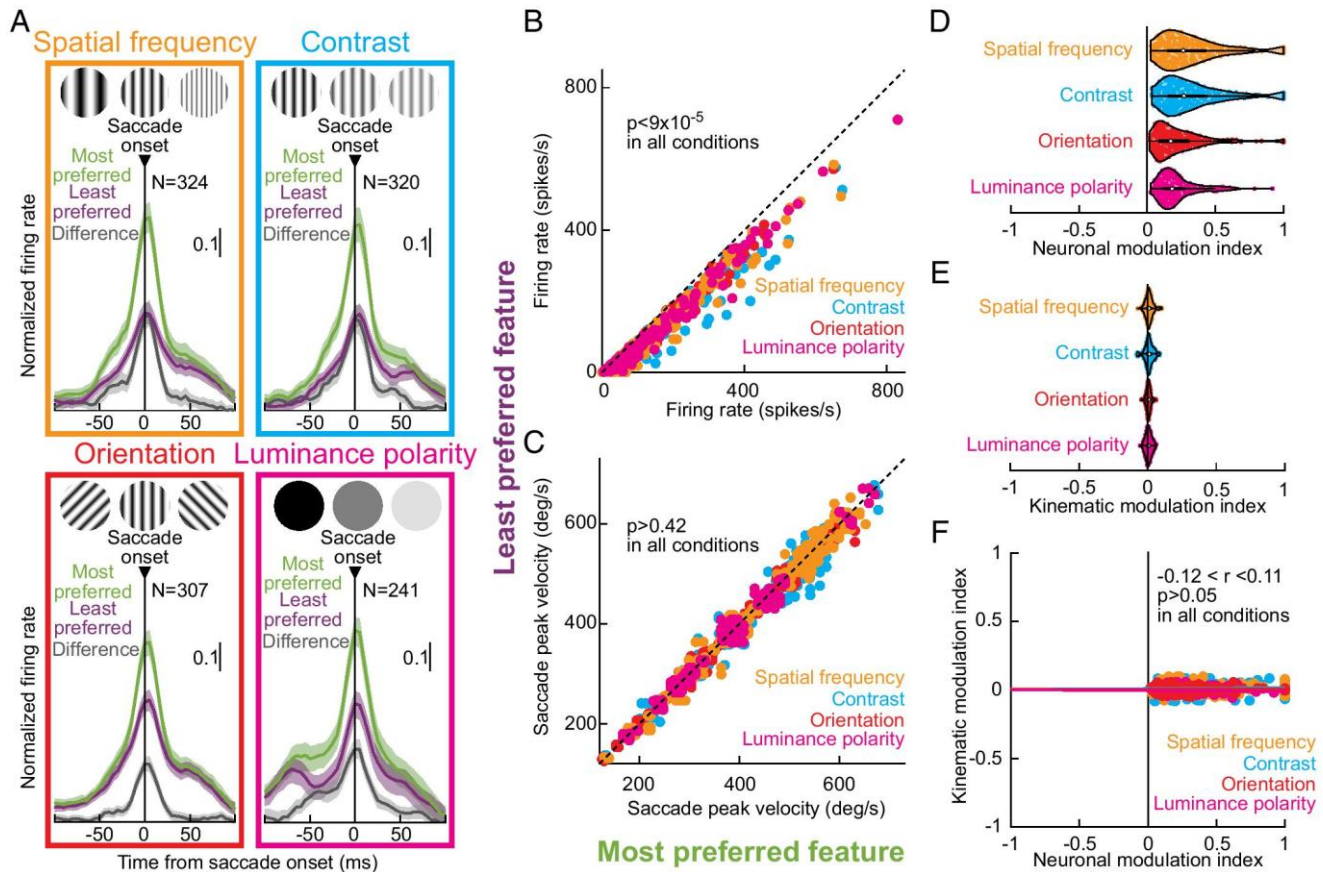 A
Spatial frequency
Contrast
Saccade
onset
Most
preferred
Least
preferred
Difference
N=324
0.1
Saccade
onset
Most
preferred
Least
preferred
Difference
N=320
0.1
Normalized firing rate
-50 0 50
-50 0 50
Orientation
Luminance polarity
Saccade
onset
Most
preferred
Least
preferred
Difference
N=307
0.1
Saccade
onset
Most
preferred
Least
preferred
Difference
N=241
0.1
Normalized firing rate
-50 0 50
-50 0 50
Time from saccade onset (ms)
Least preferred feature
B
Firing rate (spikes/s)
800
400
0
p<9x10-5
in all conditions
Spatial frequency
Contrast
Orientation
Luminance polarity
0 400 800
Firing rate (spikes/s)
C
Saccade peak velocity (deg/s)
600
400
200
p>0.42
in all conditions
Spatial frequency
Contrast
Orientation
Luminance polarity
200 400 600
Saccade peak velocity (deg/s)
Most preferred feature
D
Spatial frequency
Contrast
Orientation
Luminance polarity
-1 -0.5 0 0.5 1
Neuronal modulation index
E
Spatial frequency
Contrast
Orientation
Luminance polarity
-1 -0.5 0 0.5 1
Kinematic modulation index
F
Kinematic modulation index
1
0.5
0
-0.5
-1
-0.12 < r <0.11
p>0.05
in all conditions
Spatial frequency
Contrast
Orientation
Luminance polarity
-1 -0.5 0 0.5 1
Neuronal modulation index